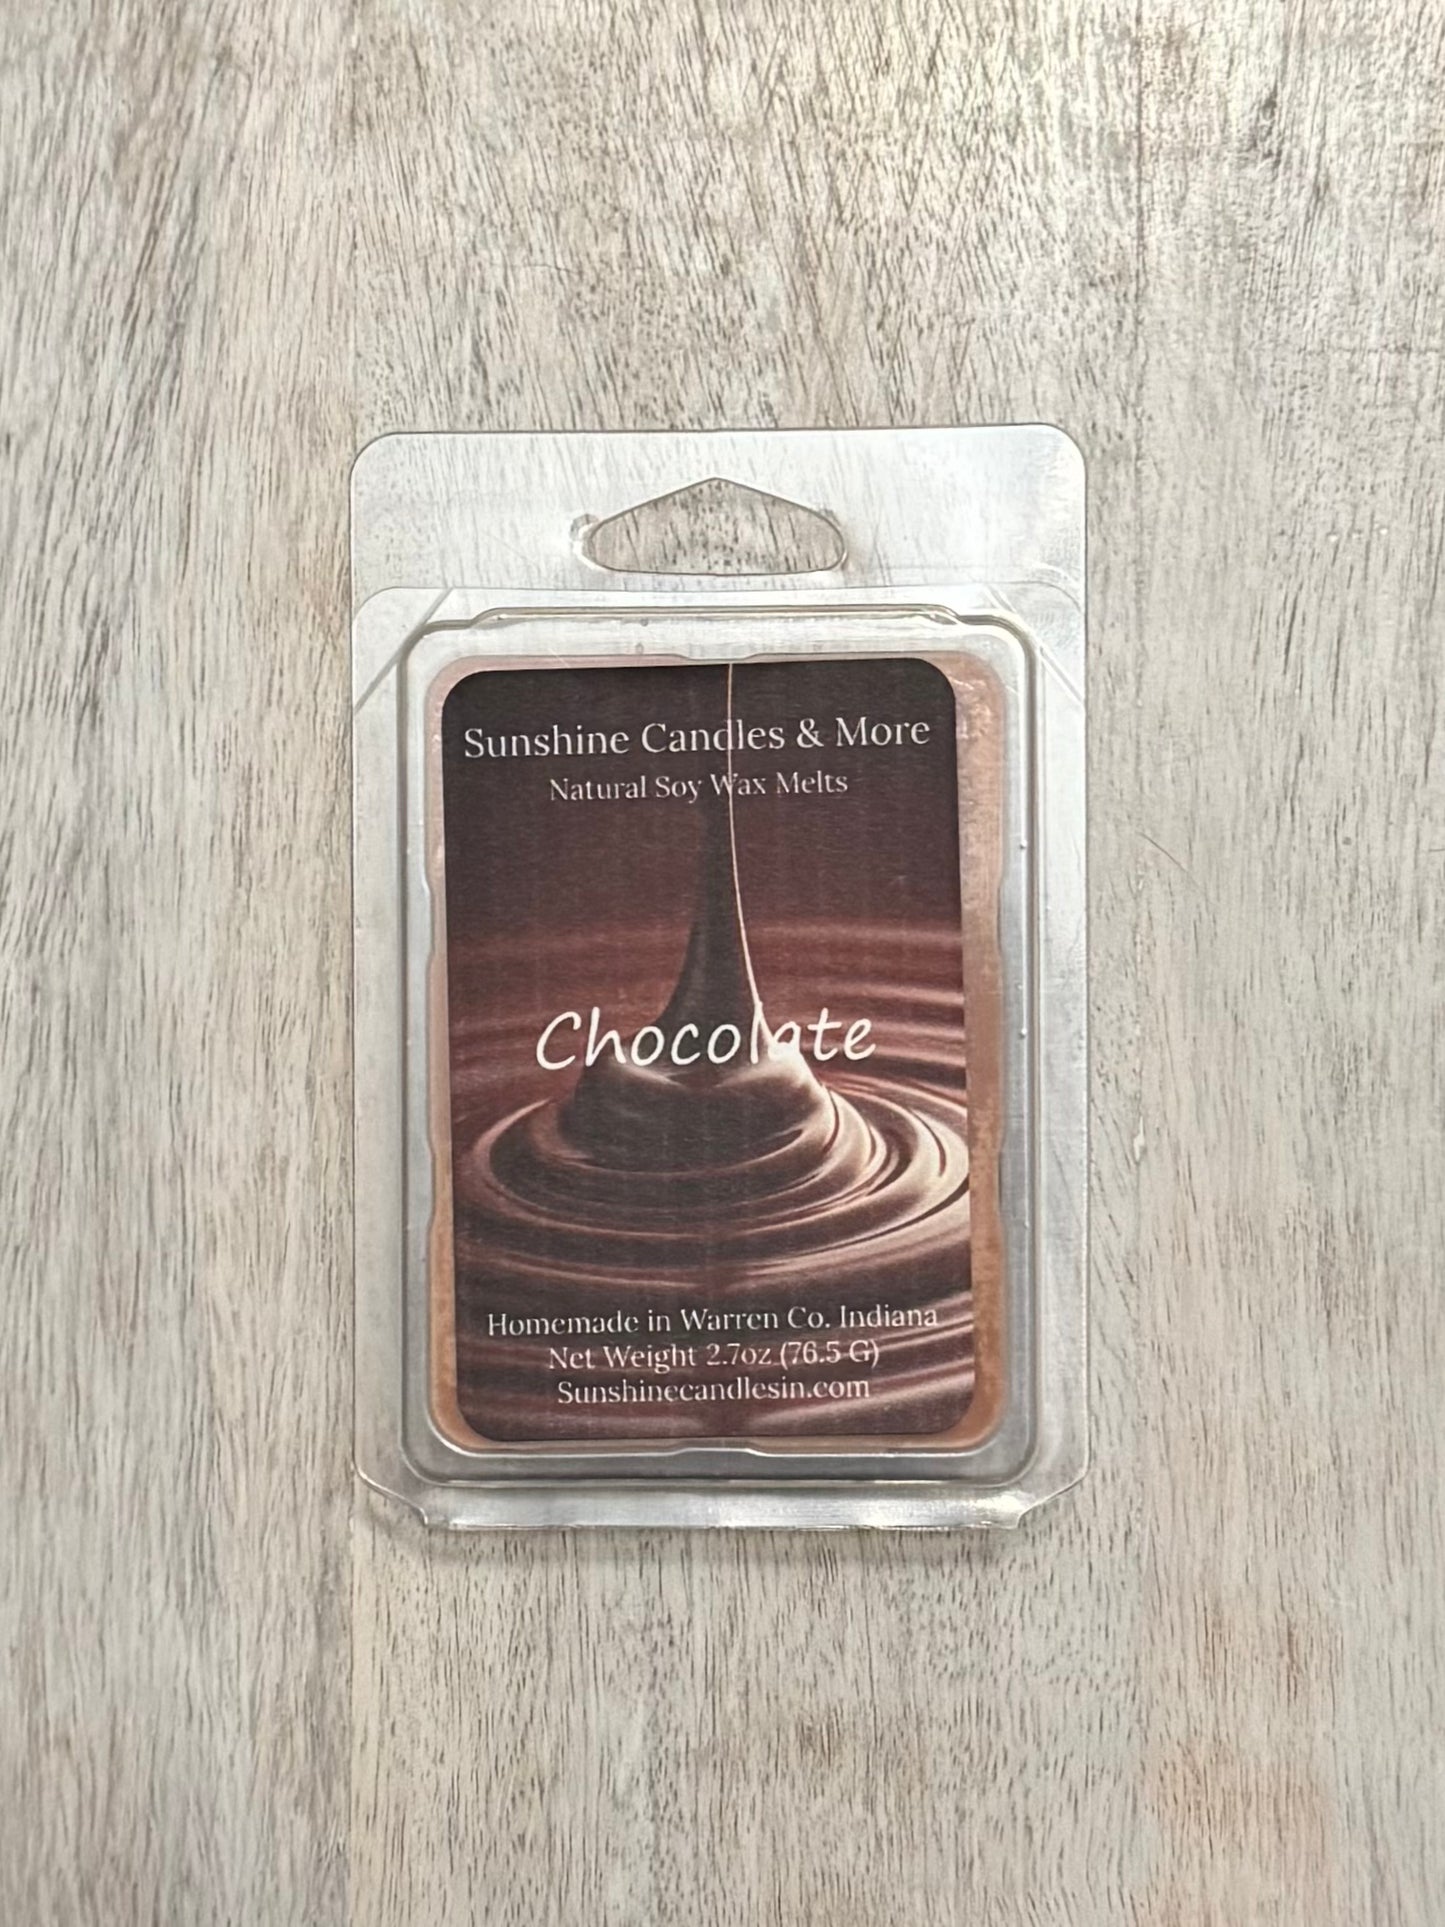 Sunshine Candles & More
Natural Soy Wax Melts
Chocolate
Homemade in Warren Co. Indiana
Net Weight 2.7oz (76.5 G)
Sunshinecandlesin.com